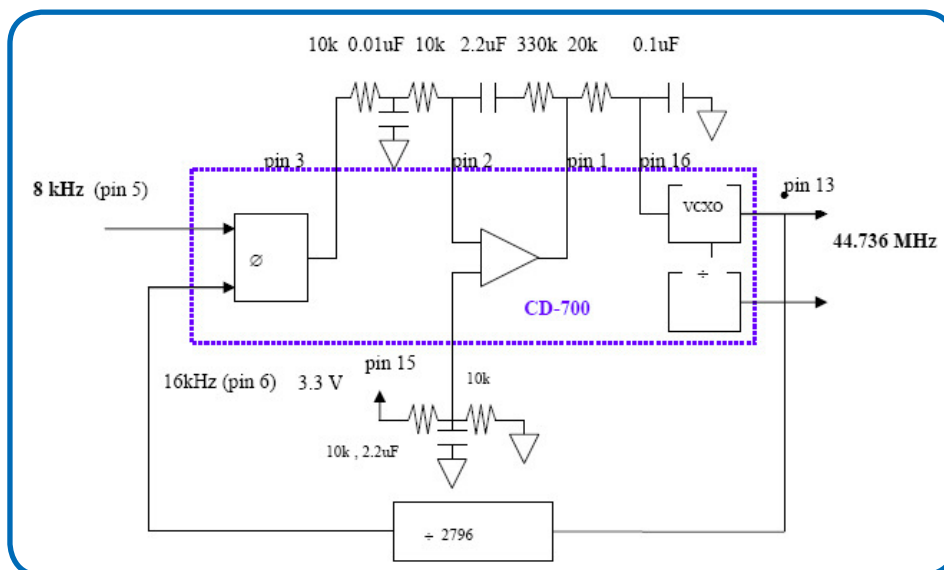 10k 0.01uF 10k 2.2uF 330k 20k 0.1uF
pin 3 pin 2 pin 1 pin 16
8 kHz (pin 5) pin 13
VCXO
44.736 MHz
∅ ÷
CD-700
pin 15
16kHz (pin 6) 3.3 V 10k
10k , 2.2uF
÷ 2796